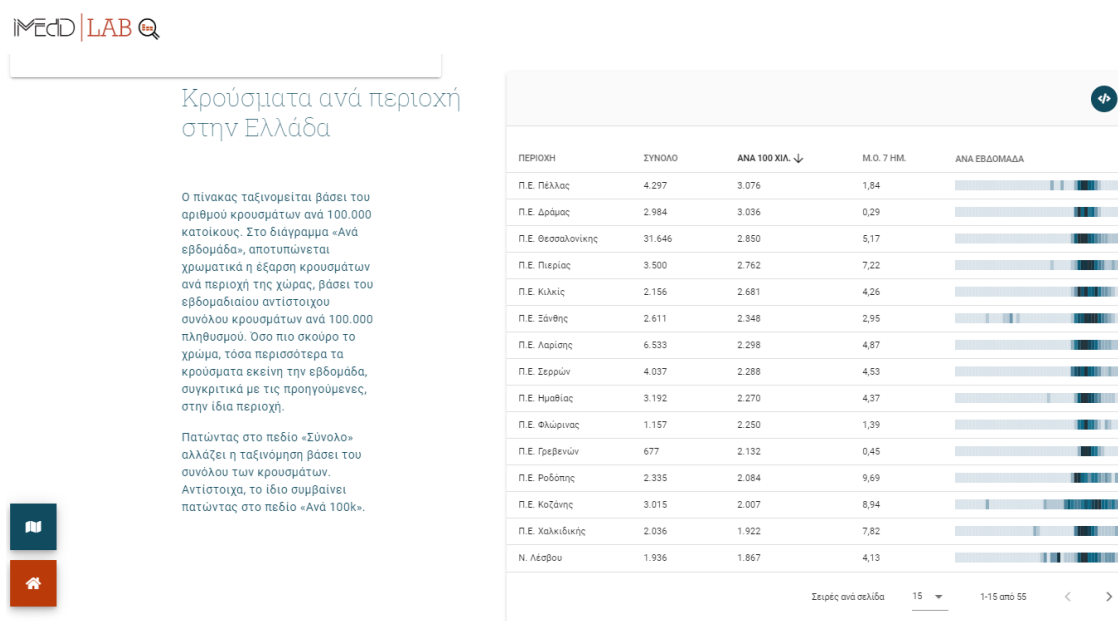 iMEdD LAB
Κρούσματα ανά περιοχή
στην Ελλάδα
Ο πίνακας ταξινομείται βάσει του
αριθμού κρουσμάτων ανά 100.000
κατοίκους. Στο διάγραμμα «Ανά
εβδομάδα», αποτυπώνεται
χρωματικά η έξαρση κρουσμάτων
ανά περιοχή της χώρας, βάσει του
εβδομαδιαίου αντίστοιχου
συνόλου κρουσμάτων ανά 100.000
πληθυσμού. Όσο πιο σκούρο το
χρώμα, τόσα περισσότερα τα
κρούσματα εκείνη την εβδομάδα,
συγκριτικά με τις προηγούμενες,
στην ίδια περιοχή.
Πατώντας στο πεδίο «Σύνολο»
αλλάζει η ταξινόμηση βάσει του
συνόλου των κρουσμάτων.
Αντίστοιχα, το ίδιο συμβαίνει
πατώντας στο πεδίο «Ανά 100k».
ΠΕΡΙΟΧΗ ΣΥΝΟΛΟ ΑΝΑ 100 ΧΙΛ. ↓ Μ.Ο. 7 ΗΜ. ΑΝΑ ΕΒΔΟΜΑΔΑ
Π.Ε. Πέλλας 4.297 3.076 1,84
Π.Ε. Δράμας 2.984 3.036 0,29
Π.Ε. Θεσσαλονίκης 31.646 2.850 5,17
Π.Ε. Πιερίας 3.500 2.762 7,22
Π.Ε. Κιλκίς 2.156 2.681 4,26
Π.Ε. Ξάνθης 2.611 2.348 2,95
Π.Ε. Λαρίσης 6.533 2.298 4,87
Π.Ε. Σερρών 4.037 2.288 4,53
Π.Ε. Ημαθίας 3.192 2.270 4,37
Π.Ε. Φλώρινας 1.157 2.250 1,39
Π.Ε. Γρεβενών 677 2.132 0,45
Π.Ε. Ροδόπης 2.335 2.084 9,69
Π.Ε. Κοζάνης 3.015 2.007 8,94
Π.Ε. Χαλκιδικής 2.036 1.922 7,82
Ν. Λέσβου 1.936 1.867 4,13
Σειρές ανά σελίδα 15 1-15 από 55